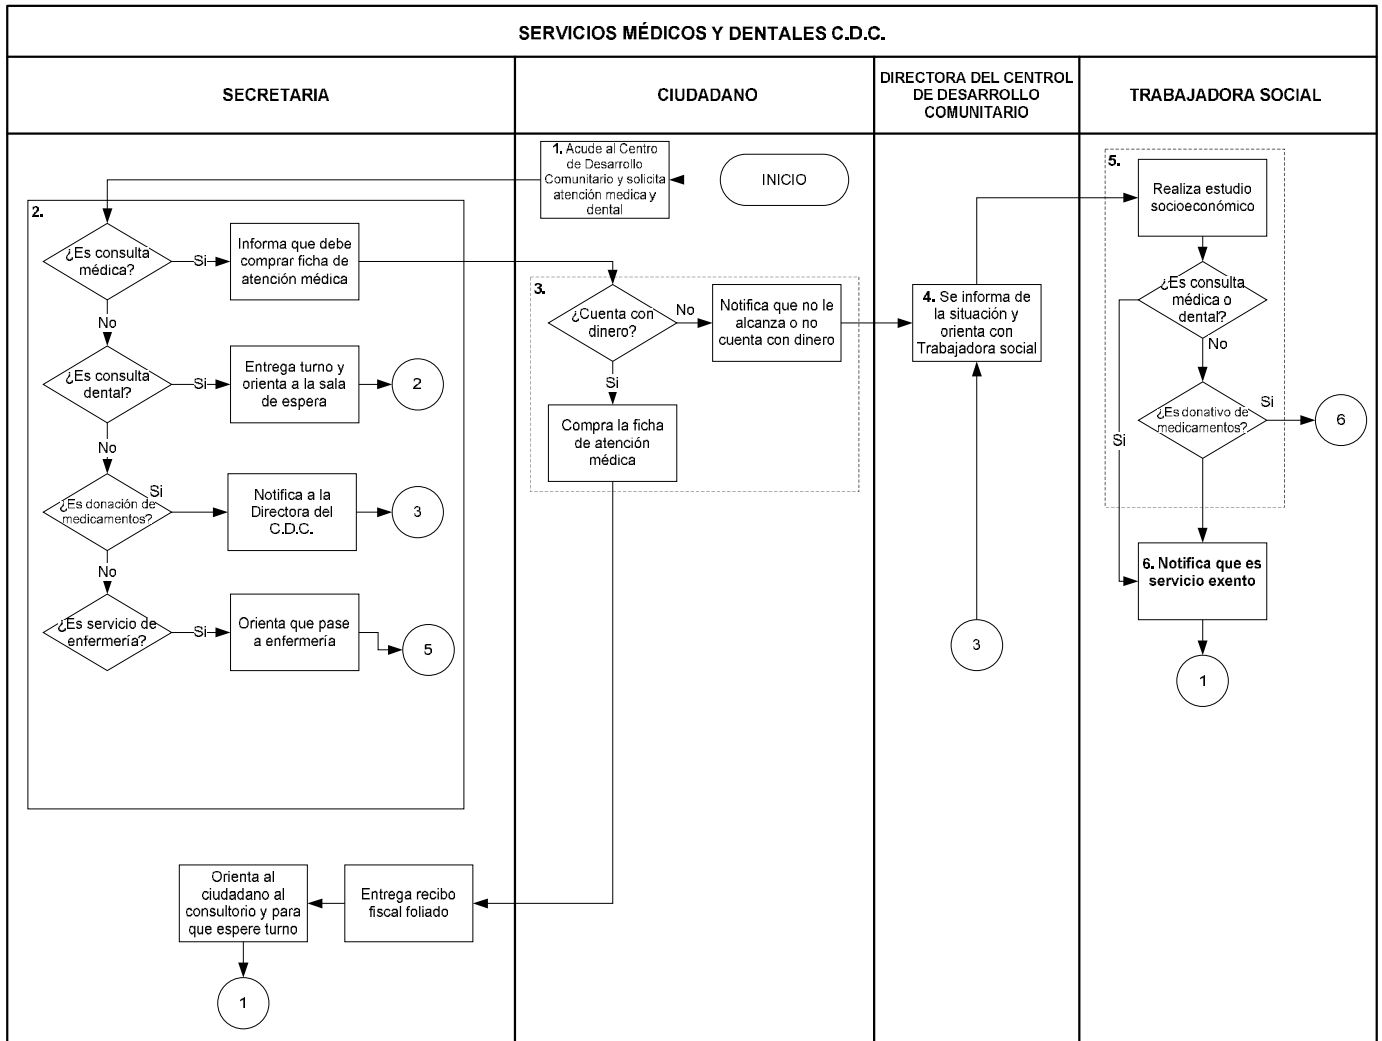 SERVICIOS MÉDICOS Y DENTALES C.D.C.
SECRETARIA
CIUDADANO
DIRECTORA DEL CENTROL
DE DESARROLLO
COMUNITARIO
TRABAJADORA SOCIAL
1. Acude al Centro
de Desarrollo
Comunitario y solicita
atención medica y
dental
INICIO
2.
¿Es consulta
médica?
Si
Informa que debe
comprar ficha de
atención médica
No
¿Es consulta
dental?
Si
Entrega turno y
orienta a la sala
de espera
2
No
¿Es donación de
medicamentos?
Si
Notifica a la
Directora del
C.D.C.
3
No
¿Es servicio de
enfermería?
Si
Orienta que pase
a enfermería
5
3.
¿Cuenta con
dinero?
No
Notifica que no le
alcanza o no
cuenta con dinero
Si
Compra la ficha
de atención
médica
4. Se informa de
la situación y
orienta con
Trabajadora social
3
5.
Realiza estudio
socioeconómico
¿Es consulta
médica o
dental?
No
Si
¿Es donativo de
medicamentos?
Si
6
6. Notifica que es
servicio exento
1
Orienta al
ciudadano al
consultorio y para
que espere turno
Entrega recibo
fiscal foliado
1